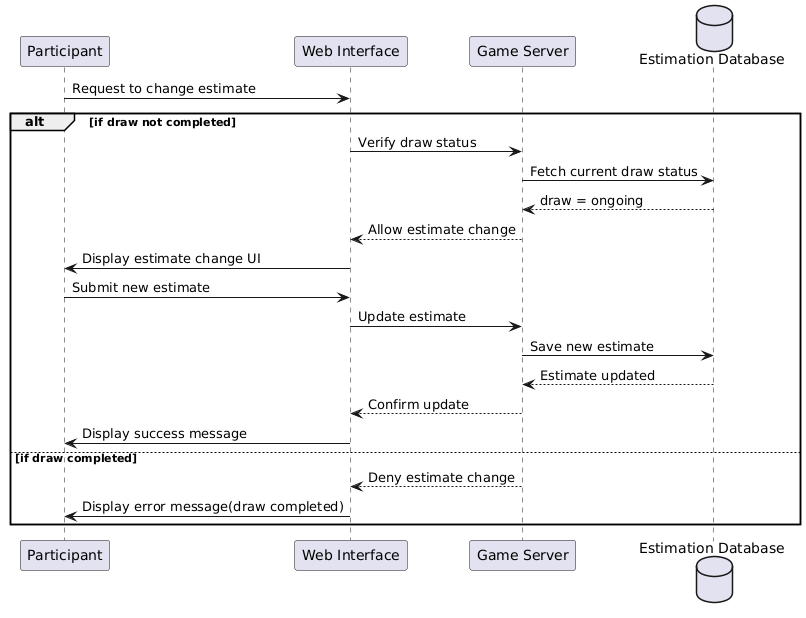 Participant
Web Interface
Game Server
Estimation Database
Request to change estimate
alt
[if draw not completed]
Verify draw status
Fetch current draw status
draw = ongoing
Allow estimate change
Display estimate change UI
Submit new estimate
Update estimate
Save new estimate
Estimate updated
Confirm update
Display success message
[if draw completed]
Deny estimate change
Display error message(draw completed)
Participant
Web Interface
Game Server
Estimation Database